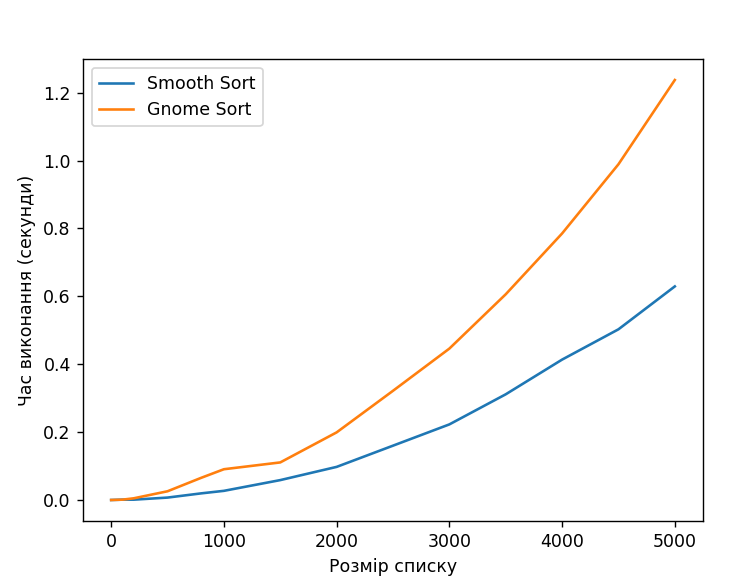 Smooth Sort
Gnome Sort
1.2
1.0
0.8
0.6
0.4
0.2
0.0
Час виконання (секунди)
0 1000 2000 3000 4000 5000
Розмір списку